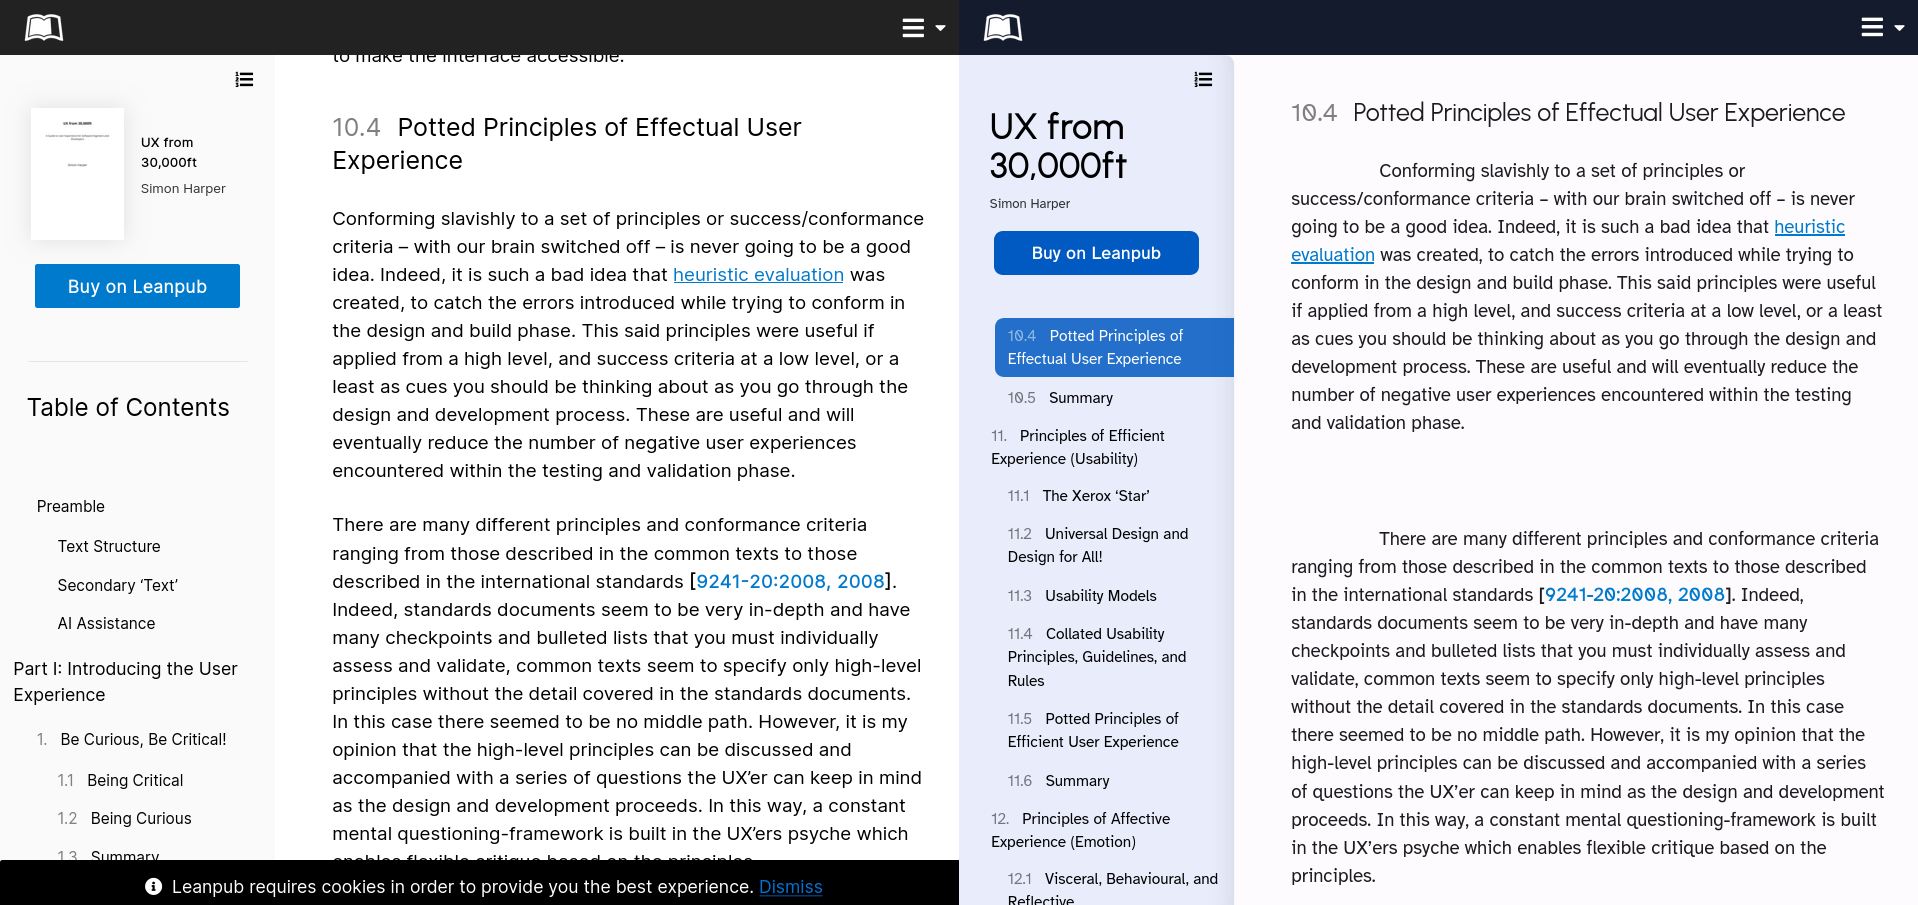 to make the interface accessible.
UX from
30,000ft
Simon Harper
Buy on Leanpub
Table of Contents
Preamble
Text Structure
Secondary ‘Text’
AI Assistance
Part I: Introducing the User
Experience
1. Be Curious, Be Critical!
1.1 Being Critical
1.2 Being Curious
1.3 Summary
10.4 Potted Principles of Effectual User
Experience
Conforming slavishly to a set of principles or success/conformance
criteria – with our brain switched off – is never going to be a good
idea. Indeed, it is such a bad idea that heuristic evaluation was
created, to catch the errors introduced while trying to conform in
the design and build phase. This said principles were useful if
applied from a high level, and success criteria at a low level, or a
least as cues you should be thinking about as you go through the
design and development process. These are useful and will
eventually reduce the number of negative user experiences
encountered within the testing and validation phase.
There are many different principles and conformance criteria
ranging from those described in the common texts to those
described in the international standards [9241-20:2008, 2008].
Indeed, standards documents seem to be very in-depth and have
many checkpoints and bulleted lists that you must individually
assess and validate, common texts seem to specify only high-level
principles without the detail covered in the standards documents.
In this case there seemed to be no middle path. However, it is my
opinion that the high-level principles can be discussed and
accompanied with a series of questions the UX’er can keep in mind
as the design and development proceeds. In this way, a constant
mental questioning-framework is built in the UX’ers psyche which
enables flexible critique based on the principles.
Leanpub requires cookies in order to provide you the best experience. Dismiss
UX from
30,000ft
Simon Harper
Buy on Leanpub
10.4 Potted Principles of
Effectual User Experience
10.5 Summary
11. Principles of Efficient
Experience (Usability)
11.1 The Xerox ‘Star’
11.2 Universal Design and
Design for All!
11.3 Usability Models
11.4 Collated Usability
Principles, Guidelines, and
Rules
11.5 Potted Principles of
Efficient User Experience
11.6 Summary
12. Principles of Affective
Experience (Emotion)
12.1 Visceral, Behavioural, and
Reflective
10.4 Potted Principles of Effectual User Experience
Conforming slavishly to a set of principles or
success/conformance criteria – with our brain switched off – is never
going to be a good idea. Indeed, it is such a bad idea that heuristic
evaluation was created, to catch the errors introduced while trying to
conform in the design and build phase. This said principles were useful
if applied from a high level, and success criteria at a low level, or a least
as cues you should be thinking about as you go through the design and
development process. These are useful and will eventually reduce the
number of negative user experiences encountered within the testing
and validation phase.
There are many different principles and conformance criteria
ranging from those described in the common texts to those described
in the international standards [9241-20:2008, 2008]. Indeed,
standards documents seem to be very in-depth and have many
checkpoints and bulleted lists that you must individually assess and
validate, common texts seem to specify only high-level principles
without the detail covered in the standards documents. In this case
there seemed to be no middle path. However, it is my opinion that the
high-level principles can be discussed and accompanied with a series
of questions the UX’er can keep in mind as the design and development
proceeds. In this way, a constant mental questioning-framework is built
in the UX’ers psyche which enables flexible critique based on the
principles.